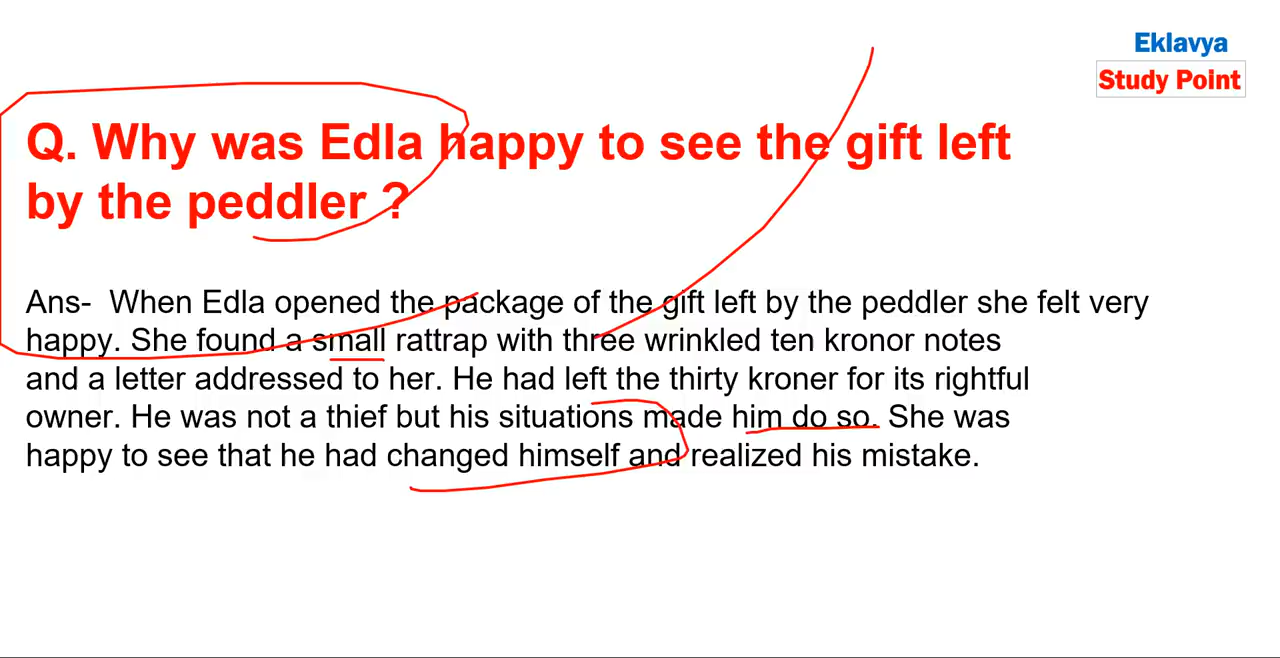 Eklavya
Study Point
Q. Why was Edla happy to see the gift left
by the peddler ?
Ans-  When Edla opened the package of the gift left by the peddler she felt very
happy. She found a small rattrap with three wrinkled ten kronor notes
and a letter addressed to her. He had left the thirty kroner for its rightful
owner. He was not a thief but his situations made him do so. She was
happy to see that he had changed himself and realized his mistake.